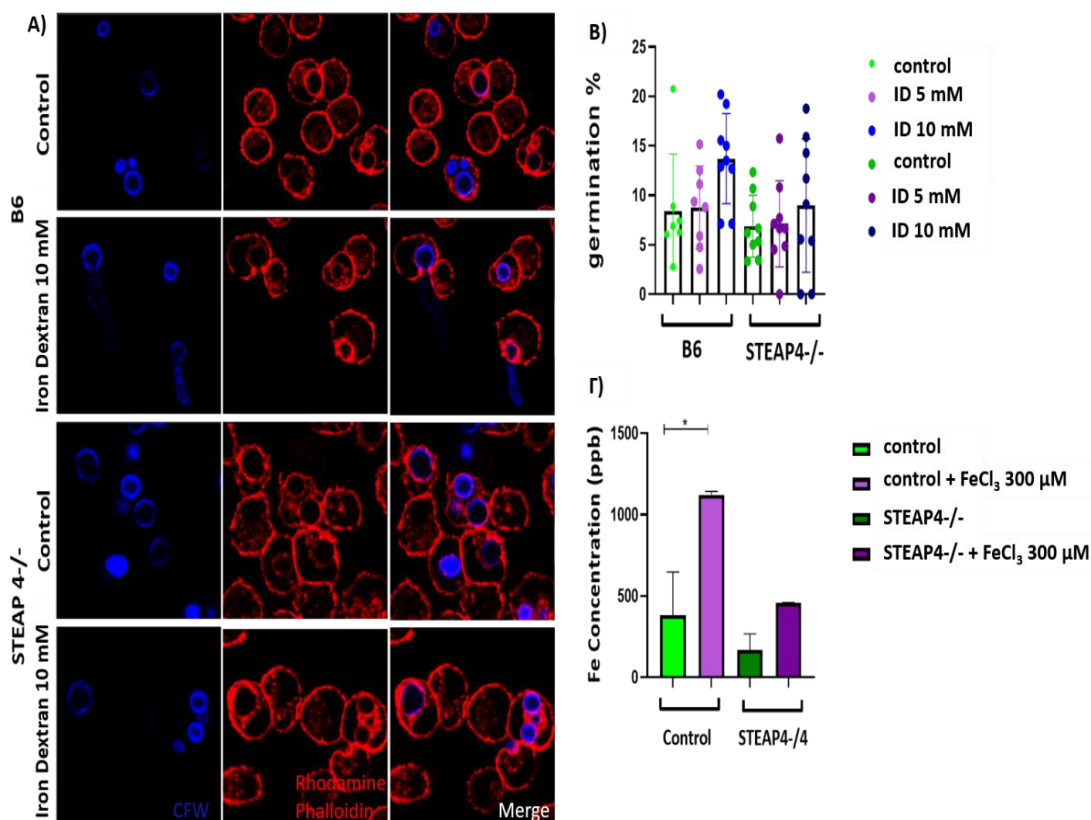 A)
B6
Control
Iron Dextran 10 mM
STEAP 4-/-
Control
Iron Dextran 10 mM
CFW
Rhodamine
Phalloidin
Merge
B)
germination %
25
20
15
10
5
0
B6
STEAP4-/-
control
ID 5 mM
ID 10 mM
control
ID 5 mM
ID 10 mM
Γ)
Fe Concentration (ppb)
1500
1000
500
0
*
Control
STEAP4-/4
control
control + FeCl₃ 300 μM
STEAP4-/-
STEAP4-/- + FeCl₃ 300 μM